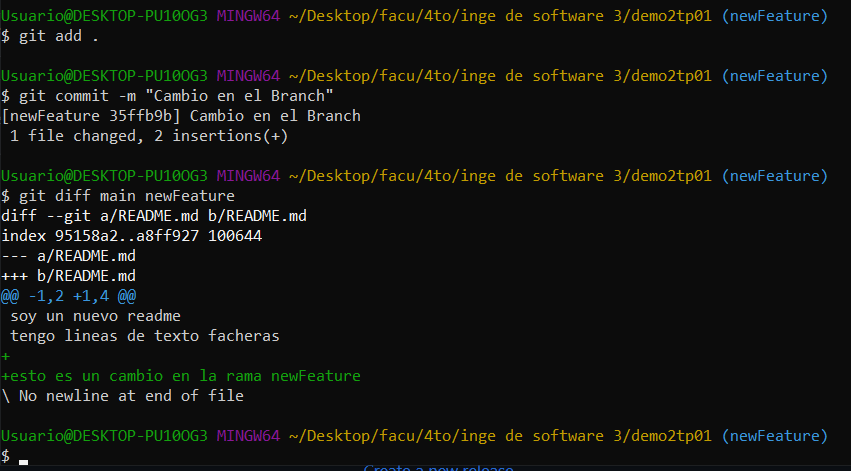 Usuario@DESKTOP-PU10OG3 MINGW64 ~/Desktop/facu/4to/inge de software 3/demo2tp01 (newFeature)
$ git add .
Usuario@DESKTOP-PU10OG3 MINGW64 ~/Desktop/facu/4to/inge de software 3/demo2tp01 (newFeature)
$ git commit -m "Cambio en el Branch"
[newFeature 35ffb9b] Cambio en el Branch
 1 file changed, 2 insertions(+)
Usuario@DESKTOP-PU10OG3 MINGW64 ~/Desktop/facu/4to/inge de software 3/demo2tp01 (newFeature)
$ git diff main newFeature
diff --git a/README.md b/README.md
index 95158a2..a8ff927 100644
--- a/README.md
+++ b/README.md
@@ -1,2 +1,4 @@
 soy un nuevo readme
 tengo lineas de texto facheras
+
+esto es un cambio en la rama newFeature
\ No newline at end of file
Usuario@DESKTOP-PU10OG3 MINGW64 ~/Desktop/facu/4to/inge de software 3/demo2tp01 (newFeature)
$
Create a new release